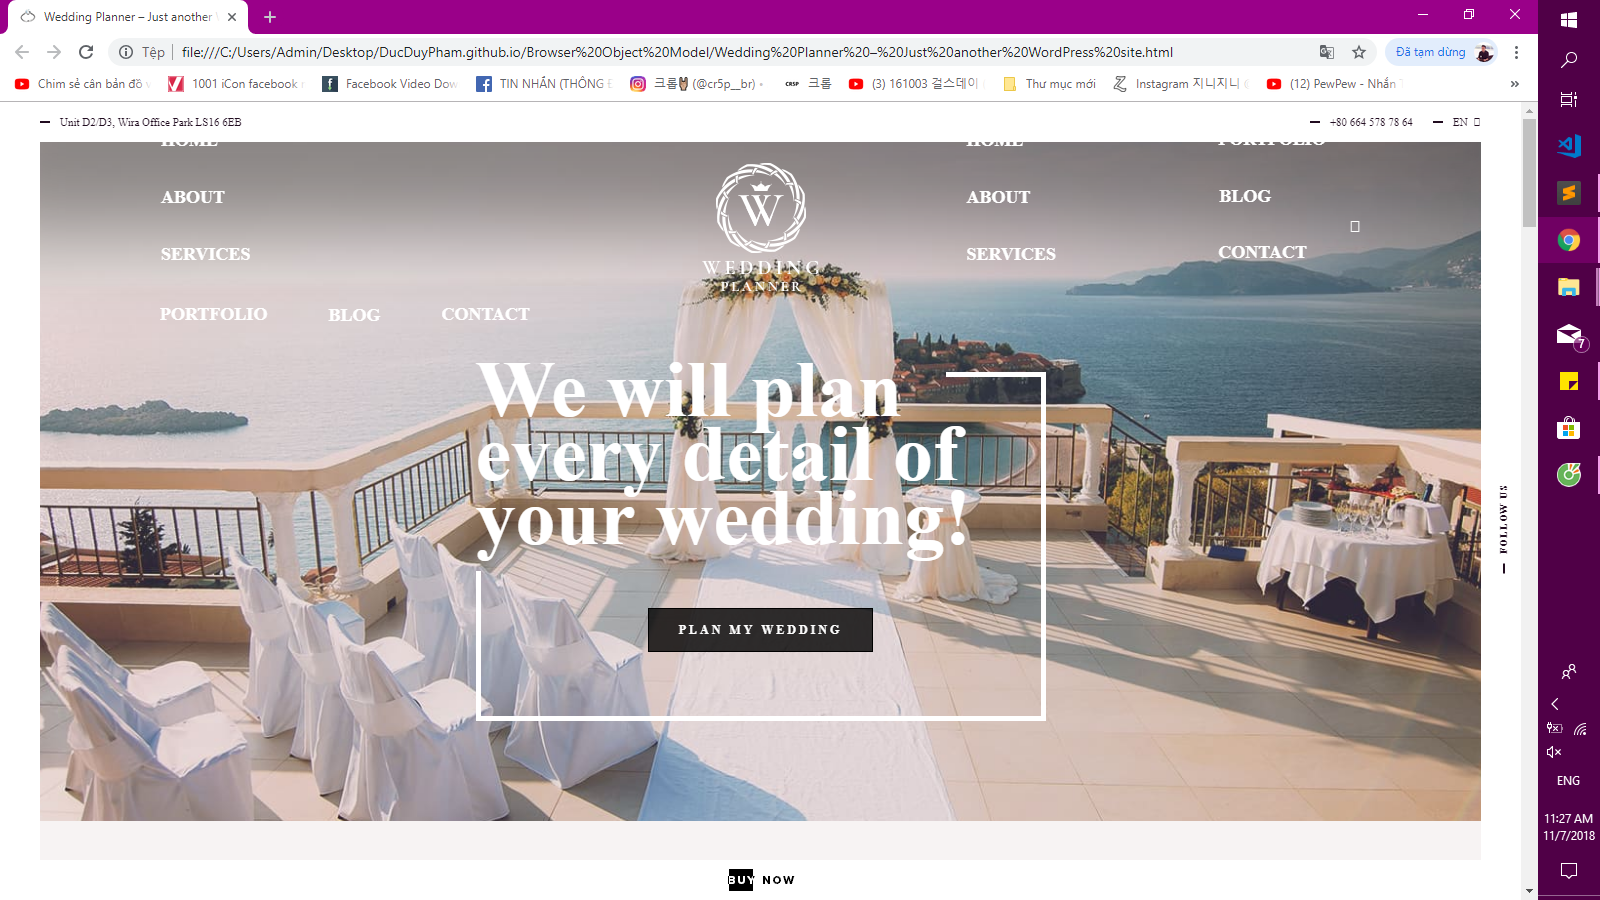 Wedding Planner – Just another
Tệp
file:///C:/Users/Admin/Desktop/DucDuyPham.github.io/Browser%20Object%20Model/Wedding%20Planner%20–%20Just%20another%20WordPress%20site.html
Đã tạm dừng
Chim sẻ cân bản đồ
1001 iCon facebook
Facebook Video Dow
TIN NHẮN (THÔNG
크롭 (@cr5p__br) •
CR5P 크롭
(3) 161003 걸스데이
Thư mục mới
Instagram 지니지니
(12) PewPew - Nhắn
»
Unit D2/D3, Wira Office Park LS16 6EB
+80 664 578 78 64
EN
HOME
ABOUT
SERVICES
PORTFOLIO BLOG CONTACT
W
WEDDING
PLANNER
HOME
ABOUT
SERVICES
PORTFOLIO
BLOG
CONTACT
We will plan
every detail of
your wedding!
PLAN MY WEDDING
FOLLOW US
BUY NOW
7
ENG
11:27 AM
11/7/2018